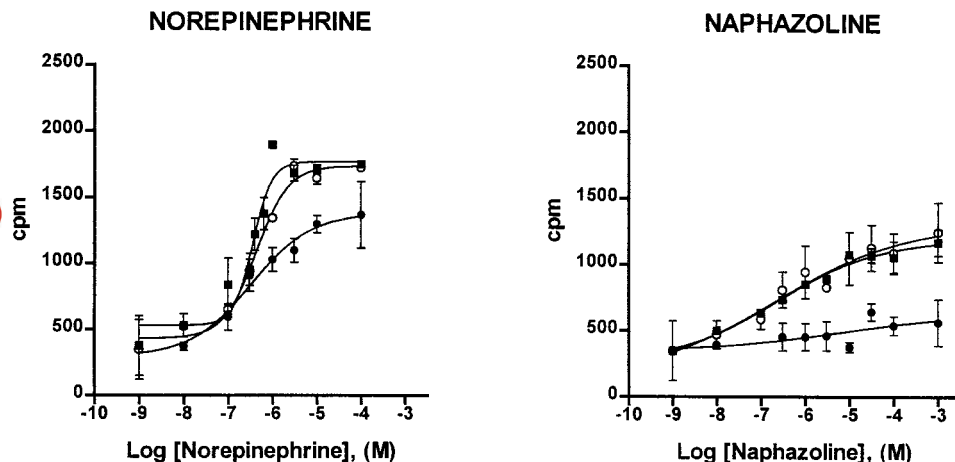 NOREPINEPHRINE
2500
2000
1500
1000
500
0
cpm
-10 -9 -8 -7 -6 -5 -4 -3
Log [Norepinephrine], (M)
NAPHAZOLINE
2500
2000
1500
1000
500
0
cpm
-10 -9 -8 -7 -6 -5 -4 -3
Log [Naphazoline], (M)